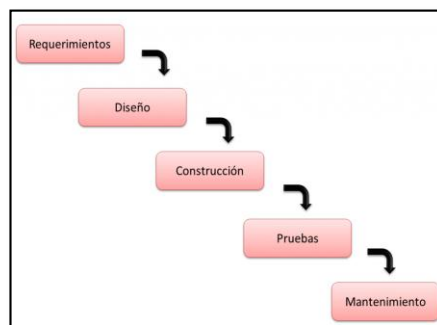 Requerimientos
Diseño
Construcción
Pruebas
Mantenimiento